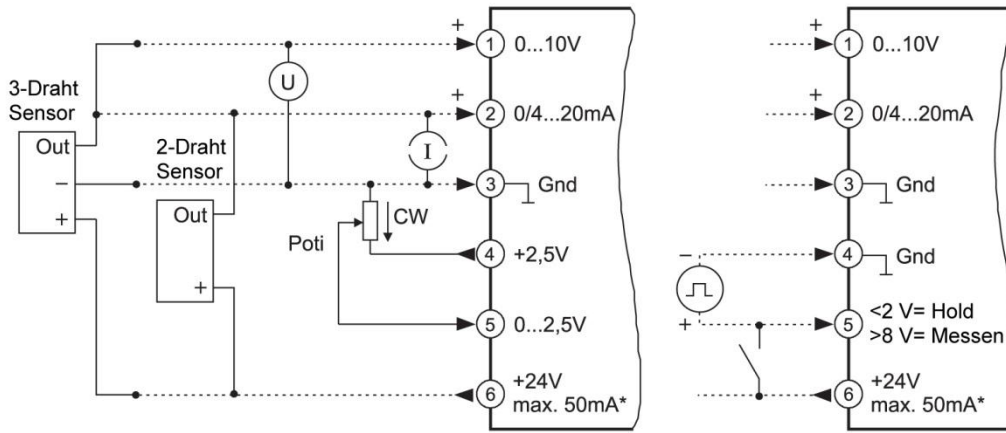 3-Draht
Sensor
Out
−
+
2-Draht
Sensor
Out
+
U
I
Poti
CW
+
1 0...10V
+
2 0/4...20mA
3 Gnd
4 +2,5V
5 0...2,5V
6 +24V
max. 50mA*
+
1 0...10V
+
2 0/4...20mA
3 Gnd
−
4 Gnd
+
5 <2 V= Hold
>8 V= Messen
6 +24V
max. 50mA*